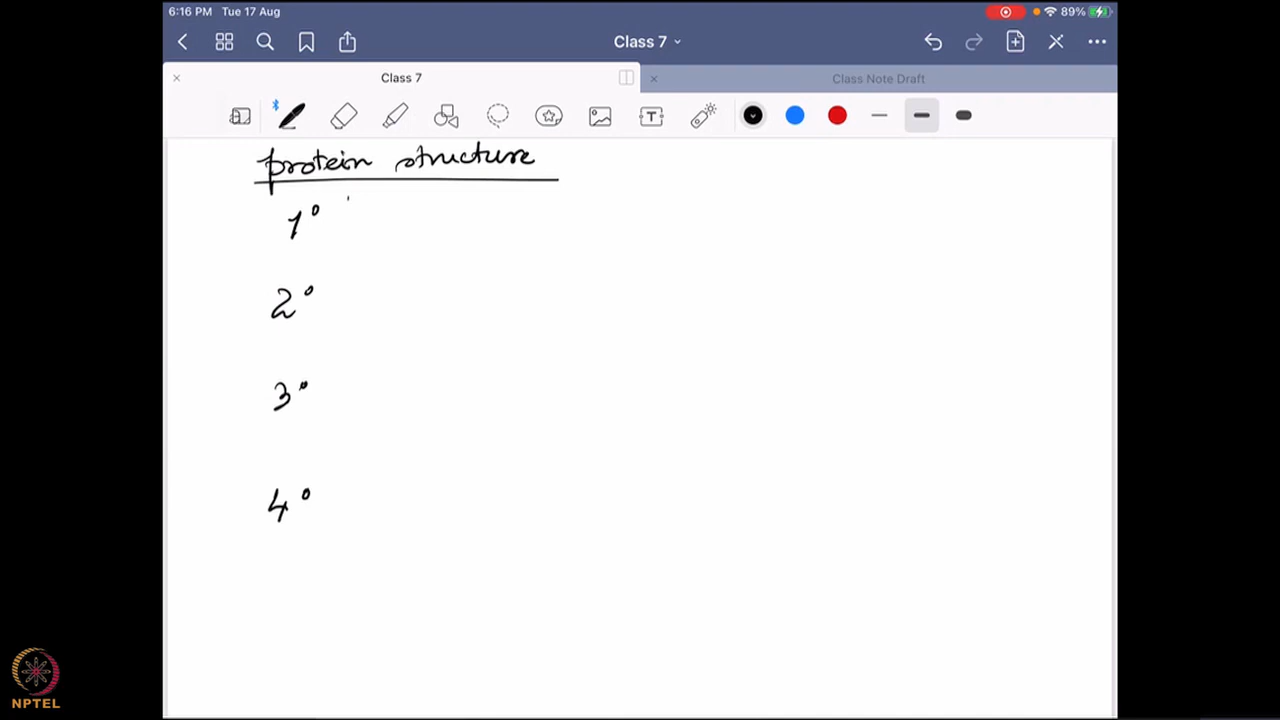 6:16 PM Tue 17 Aug 89%
Class 7
Class 7 Class Note Draft
T
protein structure
1°
2°
3°
4°
NPTEL